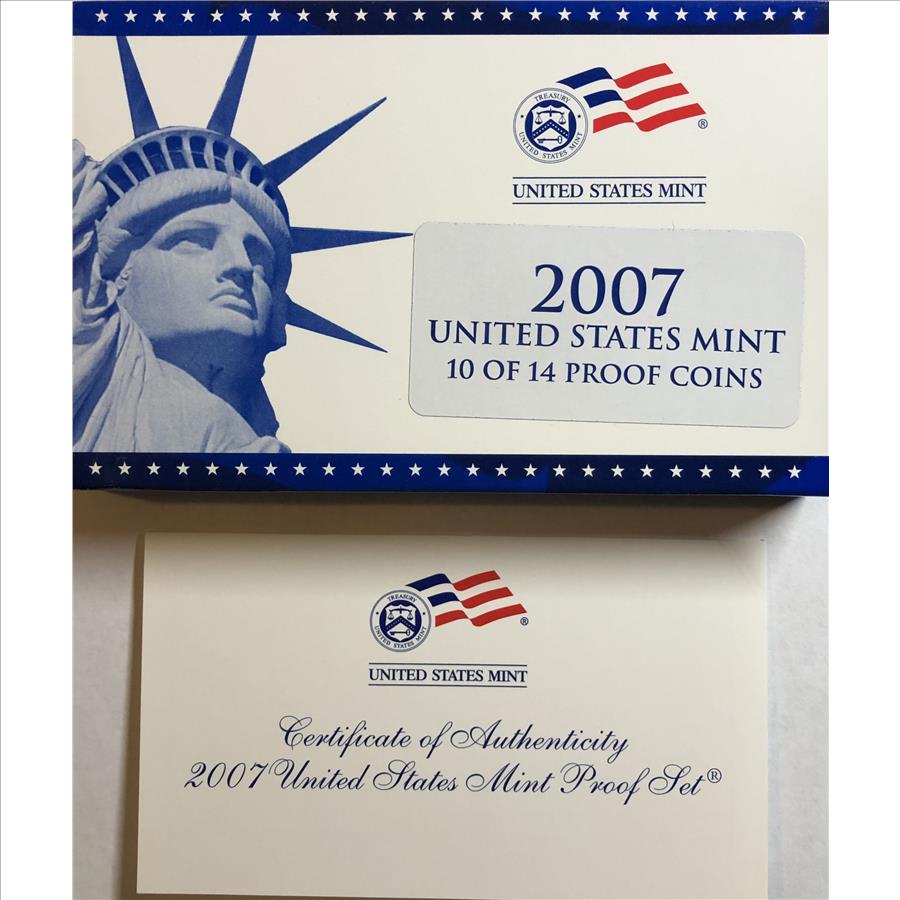 TREASURY
UNITED STATES MINT
®
UNITED STATES MINT
2007
UNITED STATES MINT
10 OF 14 PROOF COINS
TREASURY
UNITED STATES MINT
®
UNITED STATES MINT
Certificate of Authenticity
2007 United States Mint Proof Set®